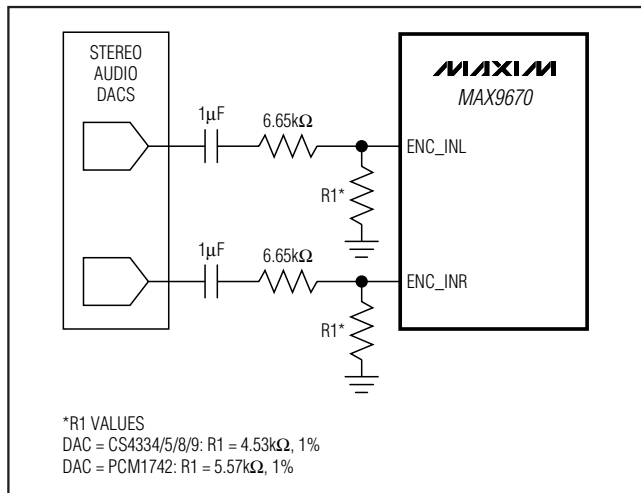 STEREO
AUDIO
DACS
MAXIM
MAX9670
1µF
6.65kΩ
ENC_INL
R1*
1µF
6.65kΩ
ENC_INR
R1*
*R1 VALUES
DAC = CS4334/5/8/9: R1 = 4.53kΩ, 1%
DAC = PCM1742: R1 = 5.57kΩ, 1%